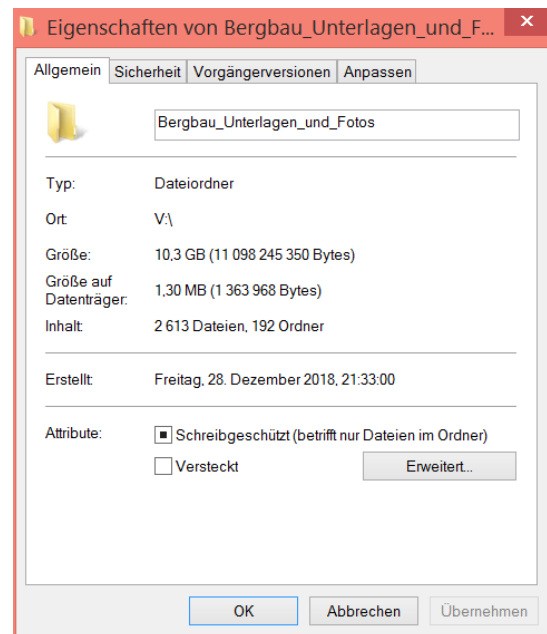 Eigenschaften von Bergbau_Unterlagen_und_F...
Allgemein Sicherheit Vorgängerversionen Anpassen
Bergbau_Unterlagen_und_Fotos
Typ: Dateiordner
Ort: V:\
Größe: 10,3 GB (11 098 245 350 Bytes)
Größe auf
Datenträger: 1,30 MB (1 363 968 Bytes)
Inhalt: 2 613 Dateien, 192 Ordner
Erstellt: Freitag, 28. Dezember 2018, 21:33:00
Attribute: Schreibgeschützt (betrifft nur Dateien im Ordner)
Versteckt Erweitert...
OK Abbrechen Übernehmen